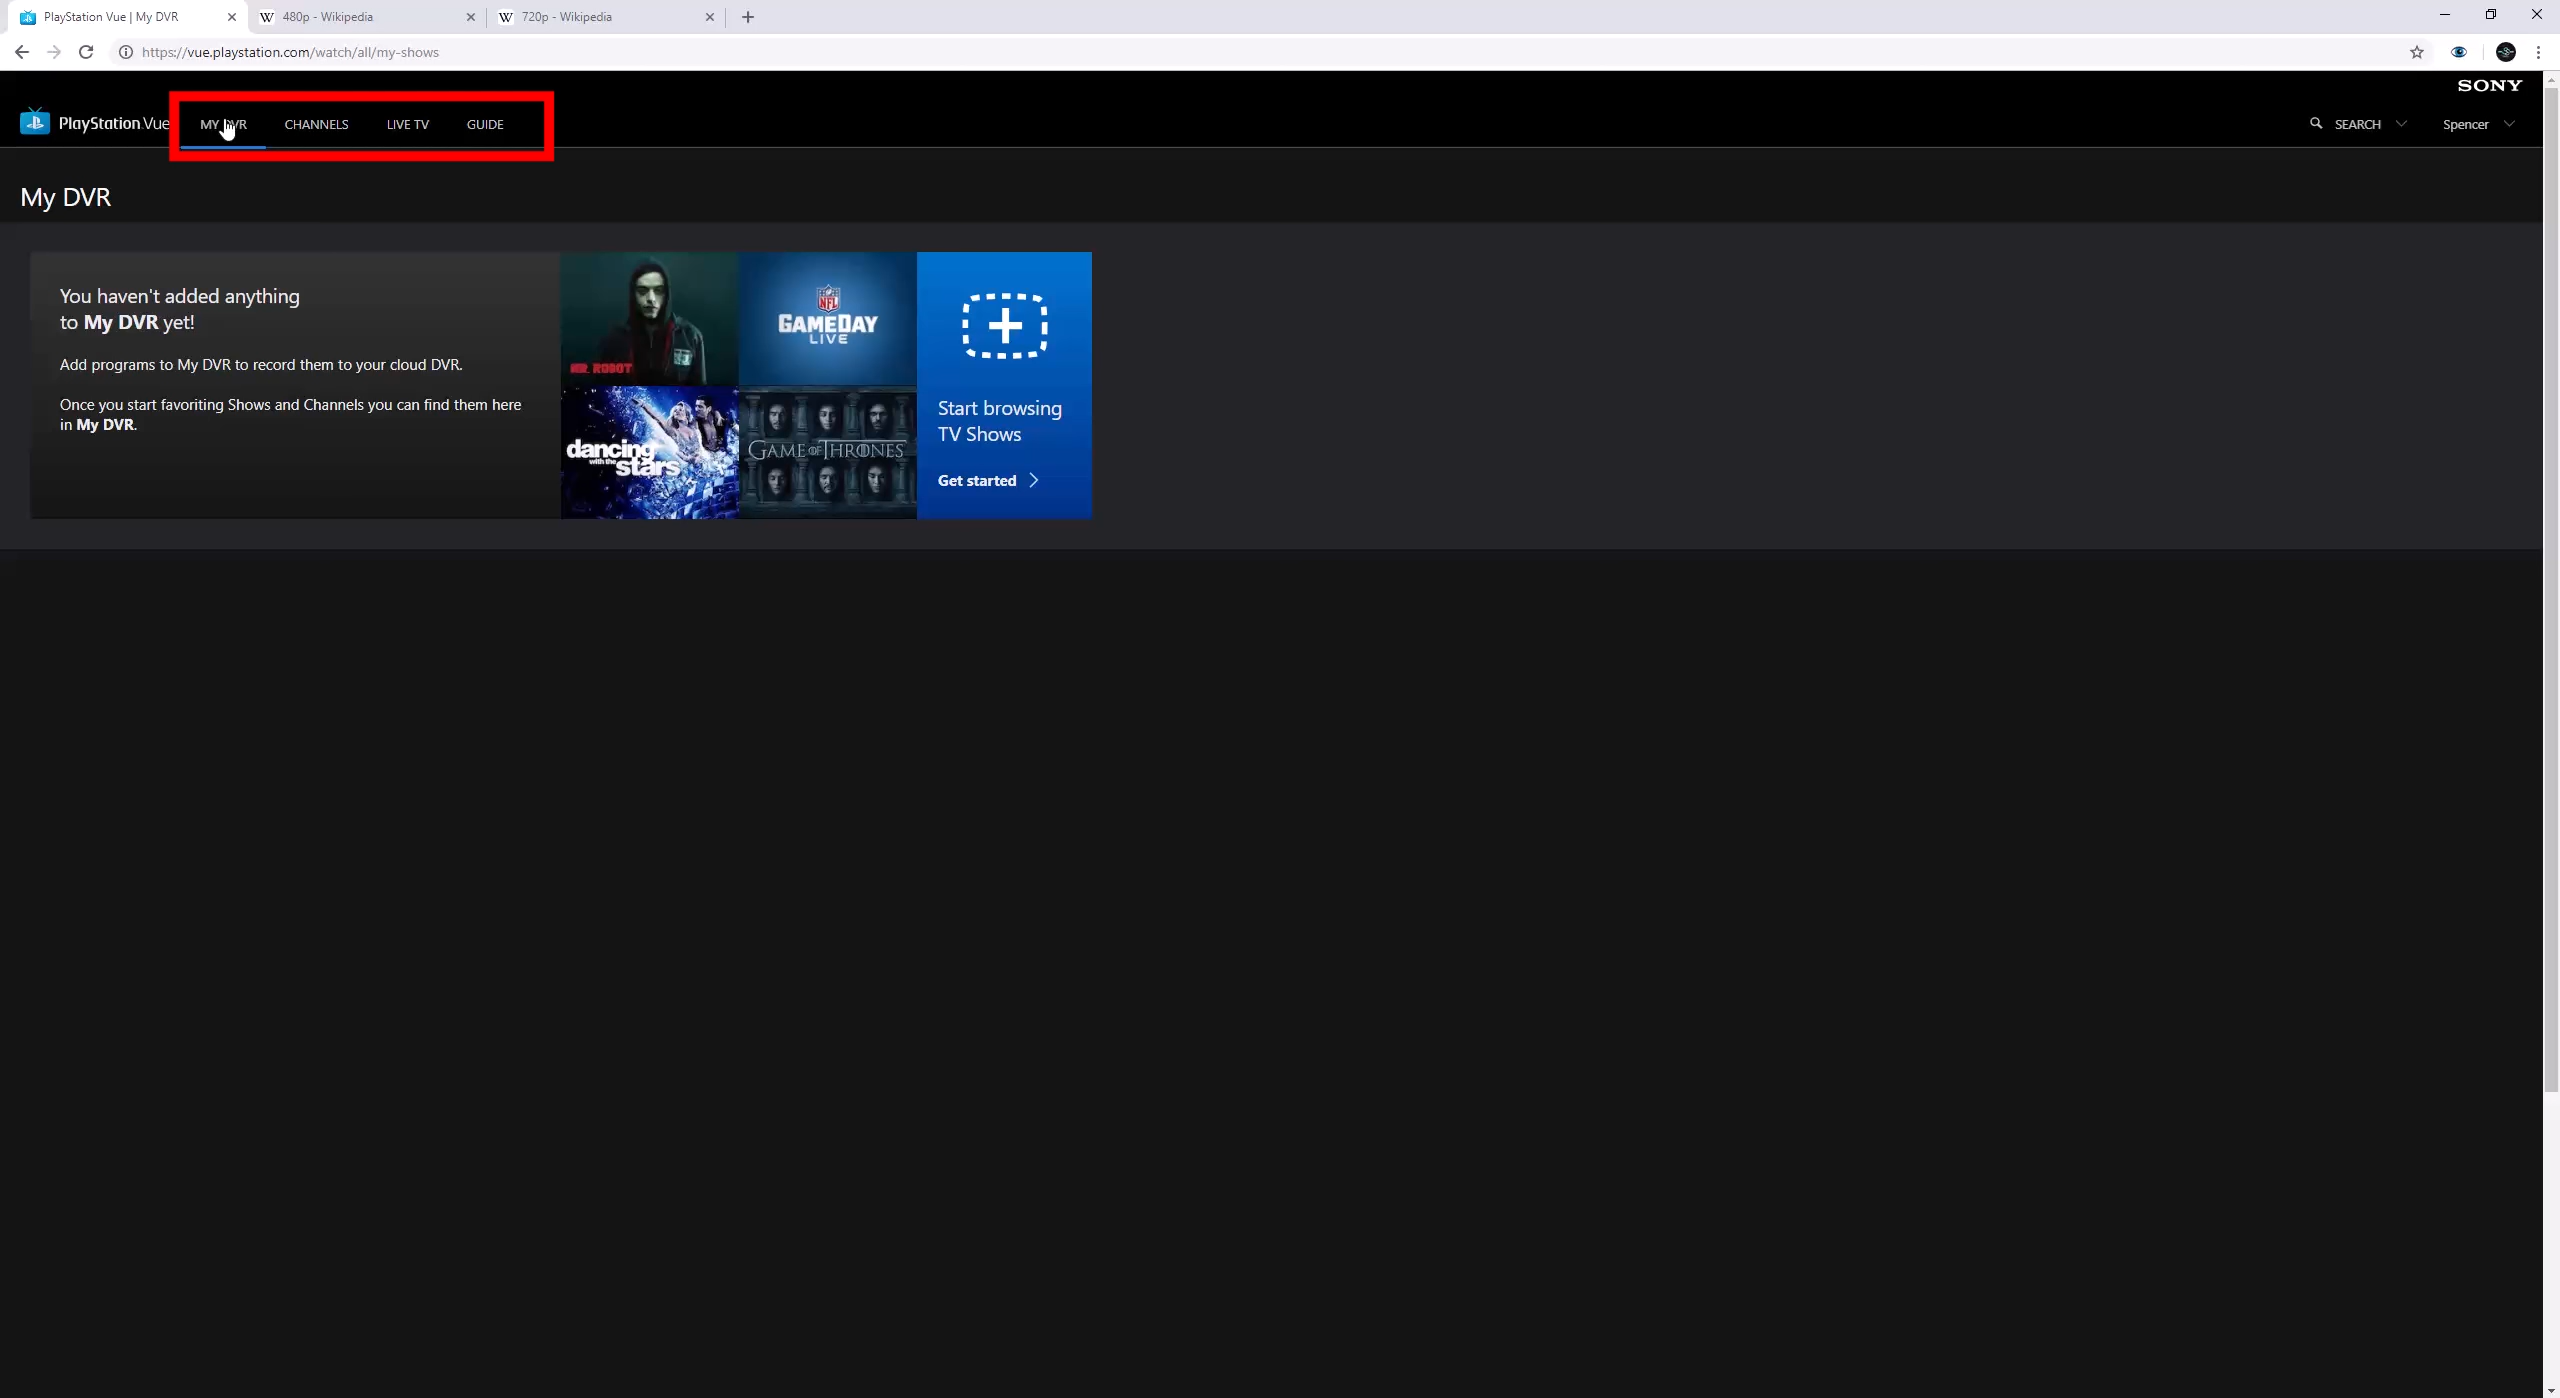 PlayStation Vue | My DVR
480p - Wikipedia
720p - Wikipedia
https://vue.playstation.com/watch/all/my-shows
SONY
PlayStation Vue
MY DVR
CHANNELS
LIVE TV
GUIDE
SEARCH
Spencer
My DVR
You haven't added anything
to My DVR yet!
Add programs to My DVR to record them to your cloud DVR.
Once you start favoriting Shows and Channels you can find them here
in My DVR.
MR. ROBOT
NFL
GAMEDAY
LIVE
dancing
with the
stars
GAME OF THRONES
Start browsing
TV Shows
Get started